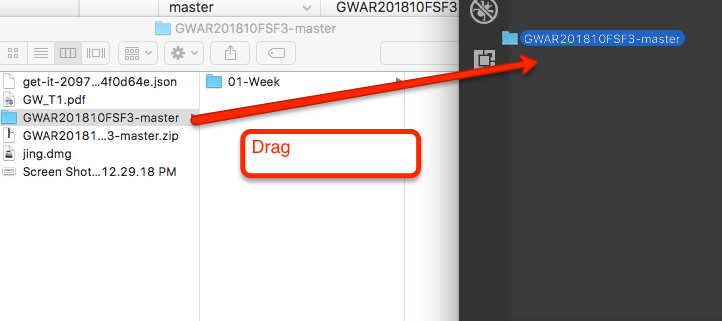 master
GWAR201810FSF3
GWAR201810FSF3-master
GWAR201810FSF3-master
get-it-2097...4f0d64e.json
01-Week
GW_T1.pdf
GWAR201810FSF3-master
GWAR20181...3-master.zip
Drag
jing.dmg
Screen Shot...12.29.18 PM